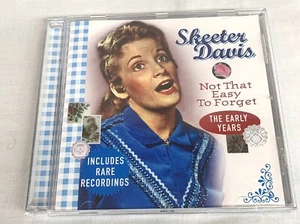 Skeeter
Davis
Not That
Easy
To Forget
THE EARLY
YEARS
INCLUDES
RARE
RECORDINGS